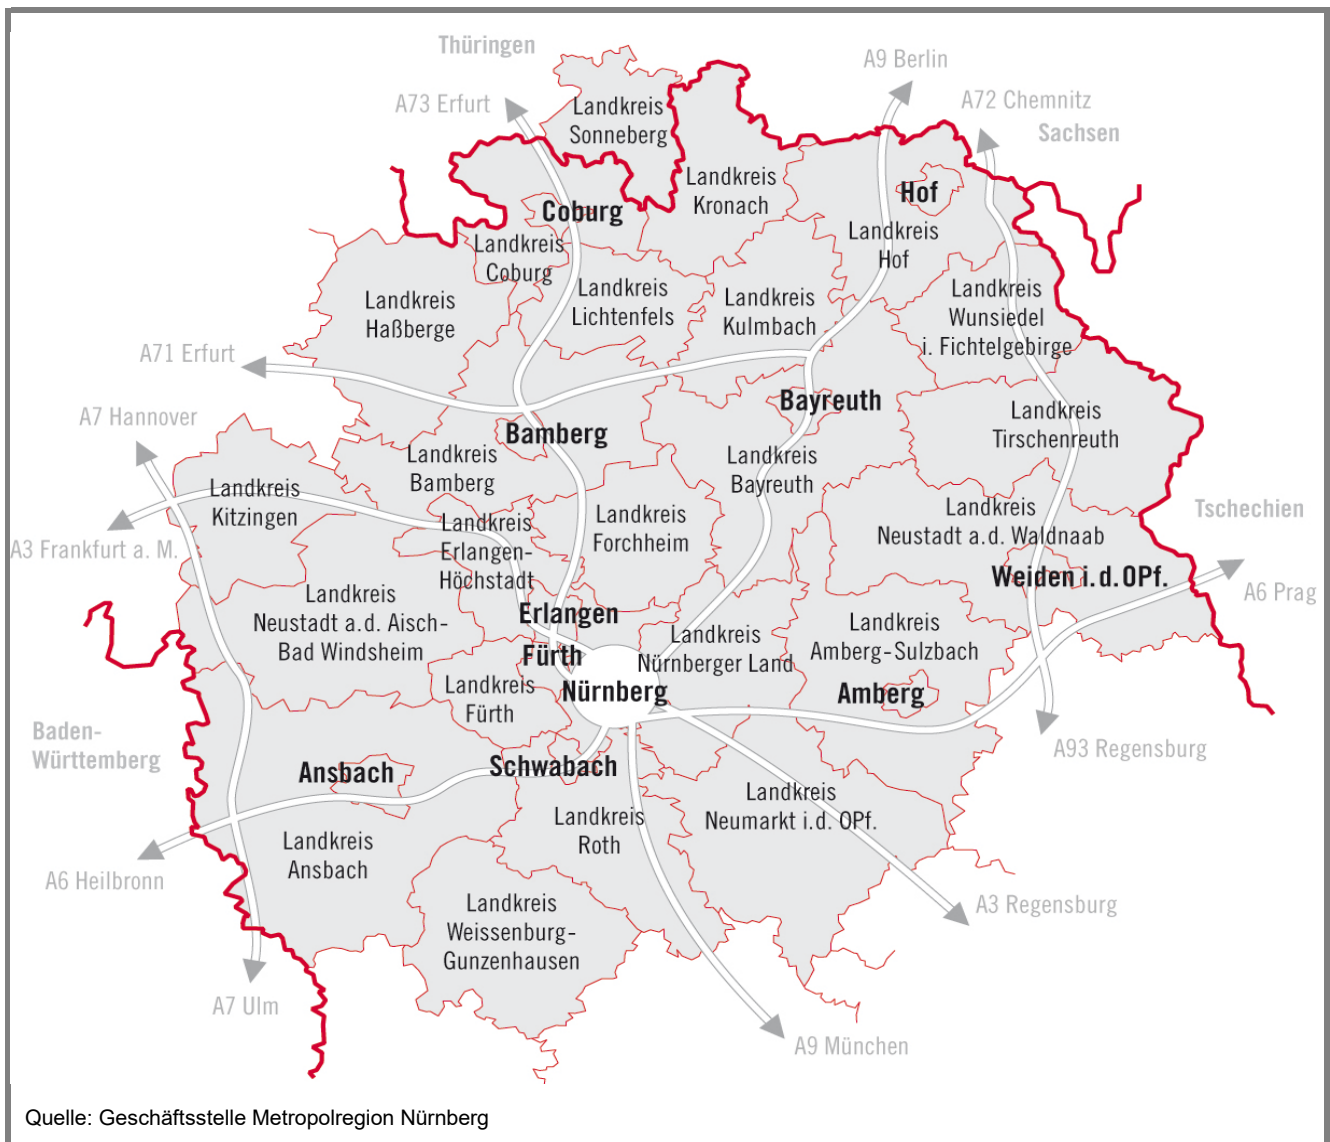 Thüringen
A9 Berlin
A73 Erfurt
A72 Chemnitz
Sachsen
Landkreis
Sonneberg
Landkreis
Kronach
Hof
Coburg
Landkreis
Hof
Landkreis
Coburg
Landkreis
Haßberge
Landkreis
Lichtenfels
Landkreis
Kulmbach
Landkreis
Wunsiedel
i. Fichtelgebirge
A71 Erfurt
A7 Hannover
Bayreuth
Landkreis
Tirschenreuth
Bamberg
Landkreis
Bamberg
Landkreis
Bayreuth
Landkreis
Kitzingen
A3 Frankfurt a. M.
Landkreis
Erlangen-
Höchstadt
Landkreis
Forchheim
Landkreis
Neustadt a.d. Waldnaab
Tschechien
Weiden i.d.OPf.
A6 Prag
Landkreis
Neustadt a.d. Aisch-
Bad Windsheim
Erlangen
Fürth
Nürnberg
Landkreis
Nürnberger Land
Landkreis
Amberg-Sulzbach
Amberg
Landkreis
Fürth
Baden-
Württemberg
A93 Regensburg
Ansbach
Schwabach
Landkreis
Neumarkt i.d. OPf.
Landkreis
Roth
Landkreis
Ansbach
A6 Heilbronn
Landkreis
Weissenburg-
Gunzenhausen
A3 Regensburg
A7 Ulm
A9 München
Quelle: Geschäftsstelle Metropolregion Nürnberg